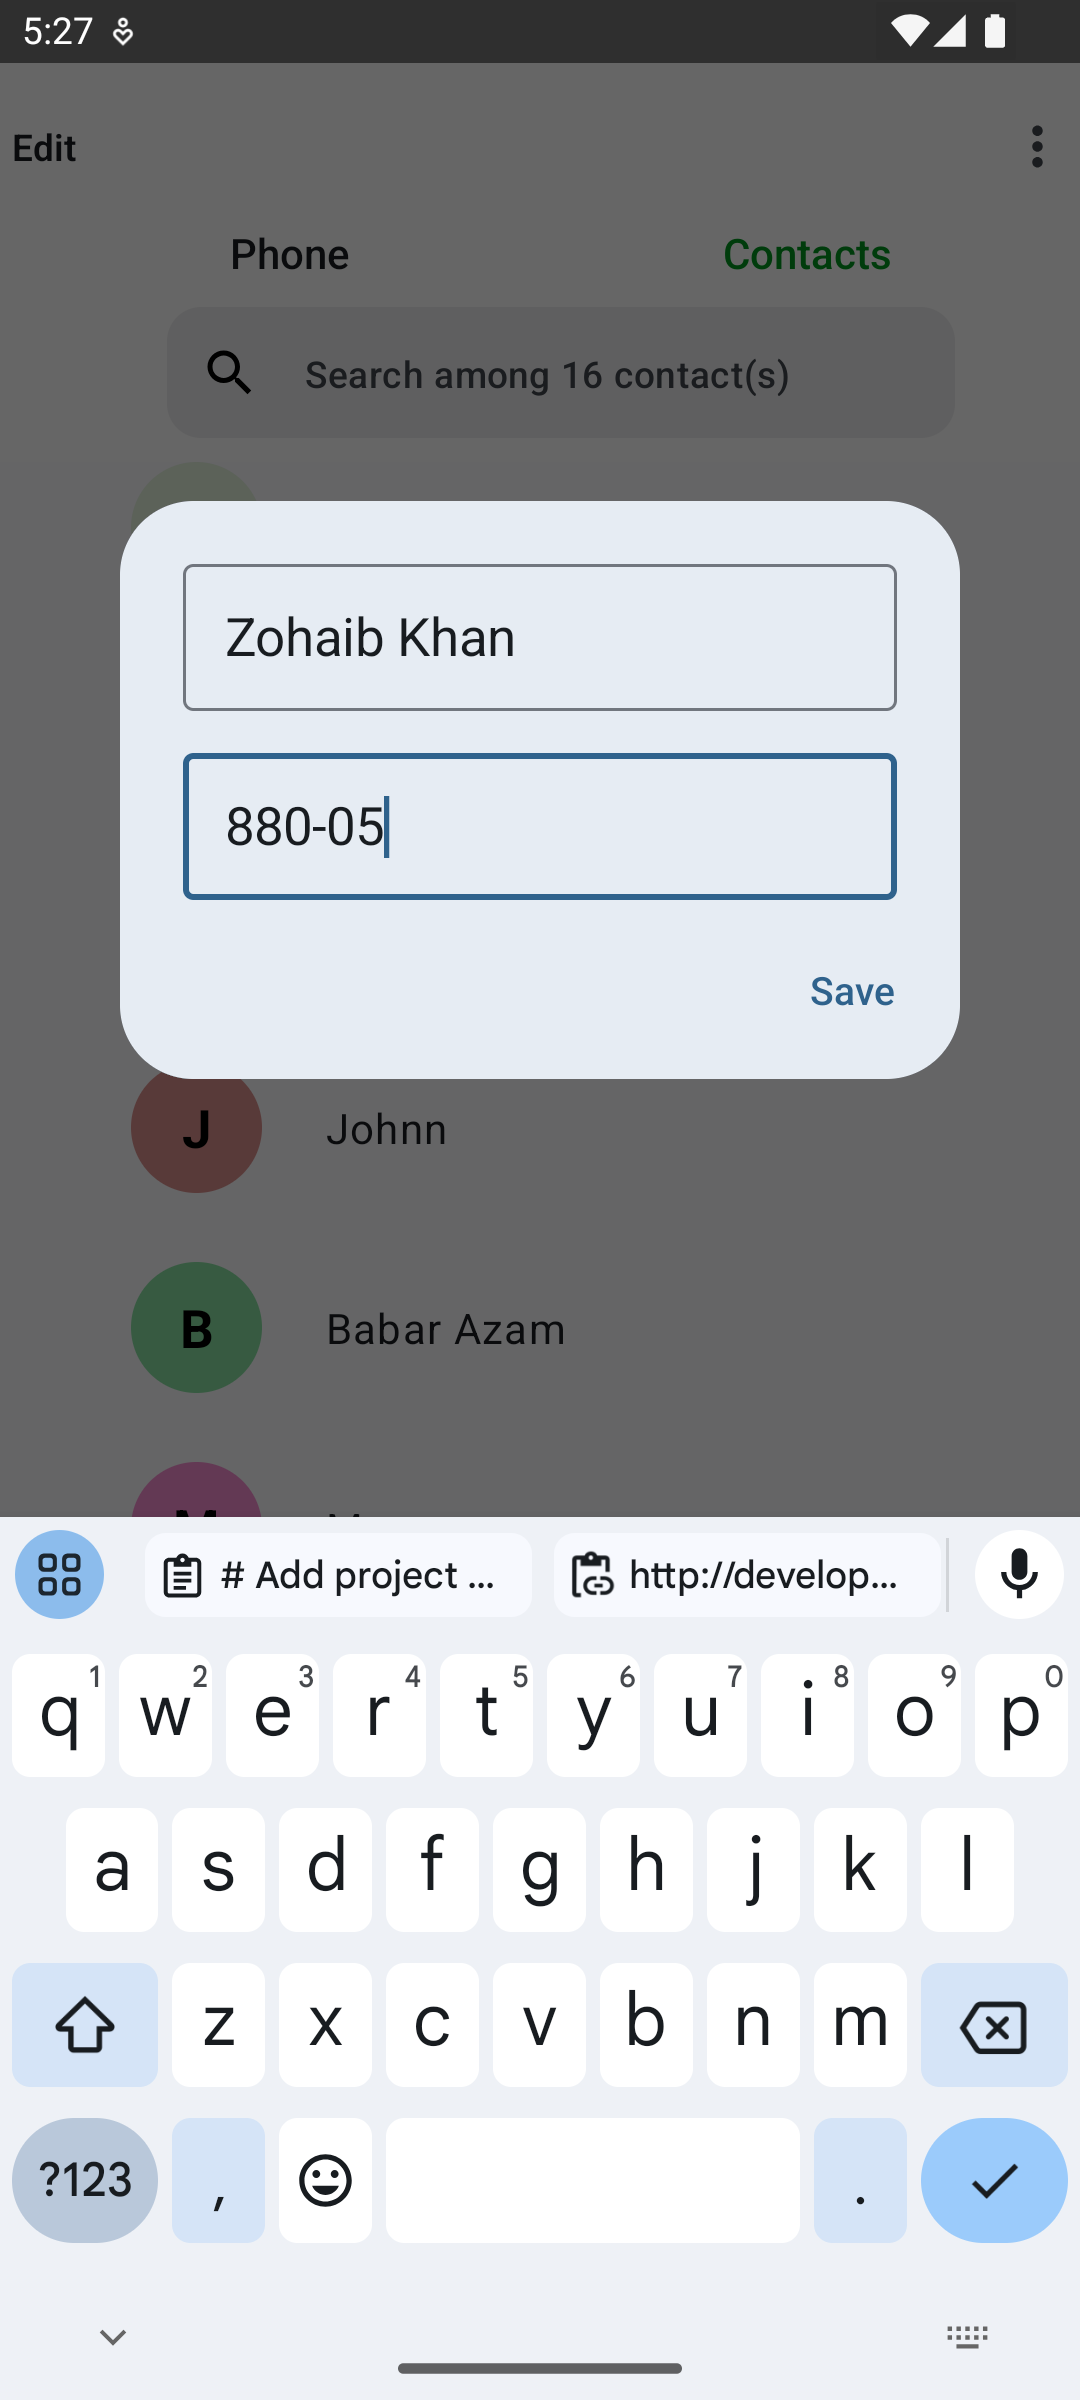 5:27
Edit
Phone
Contacts
Search among 16 contact(s)
Zohaib Khan
880-05
Save
J
Johnn
B
Babar Azam
# Add project ...
http://develop...
q 1 w 2 e 3 r 4 t 5 y 6 u 7 i 8 o 9 p 0
a s d f g h j k l
z x c v b n m
?123 , .